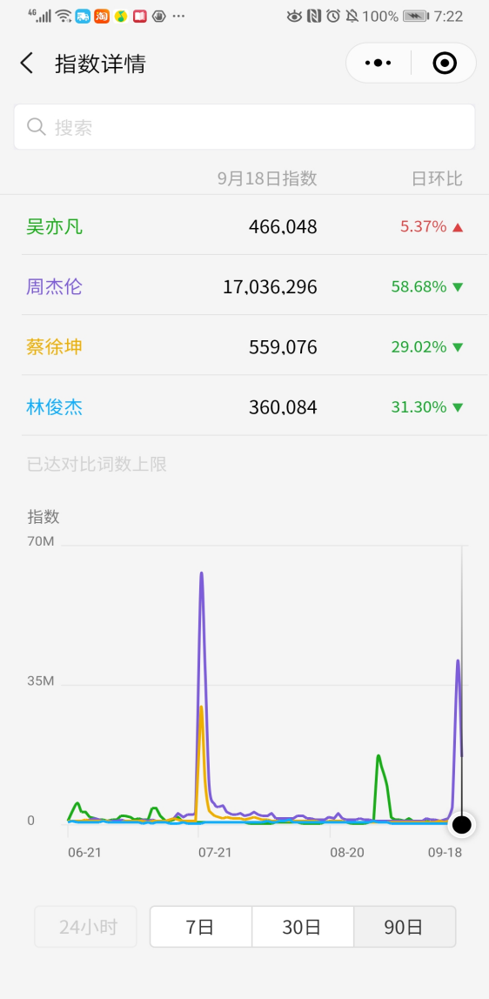 4G 100% 7:22
指数详情
搜索
9月18日指数 日环比
吴亦凡 466,048 5.37% ▲
周杰伦 17,036,296 58.68% ▼
蔡徐坤 559,076 29.02% ▼
林俊杰 360,084 31.30% ▼
已达对比词数上限
指数
70M
35M
0
06-21 07-21 08-20 09-18
24小时 7日 30日 90日